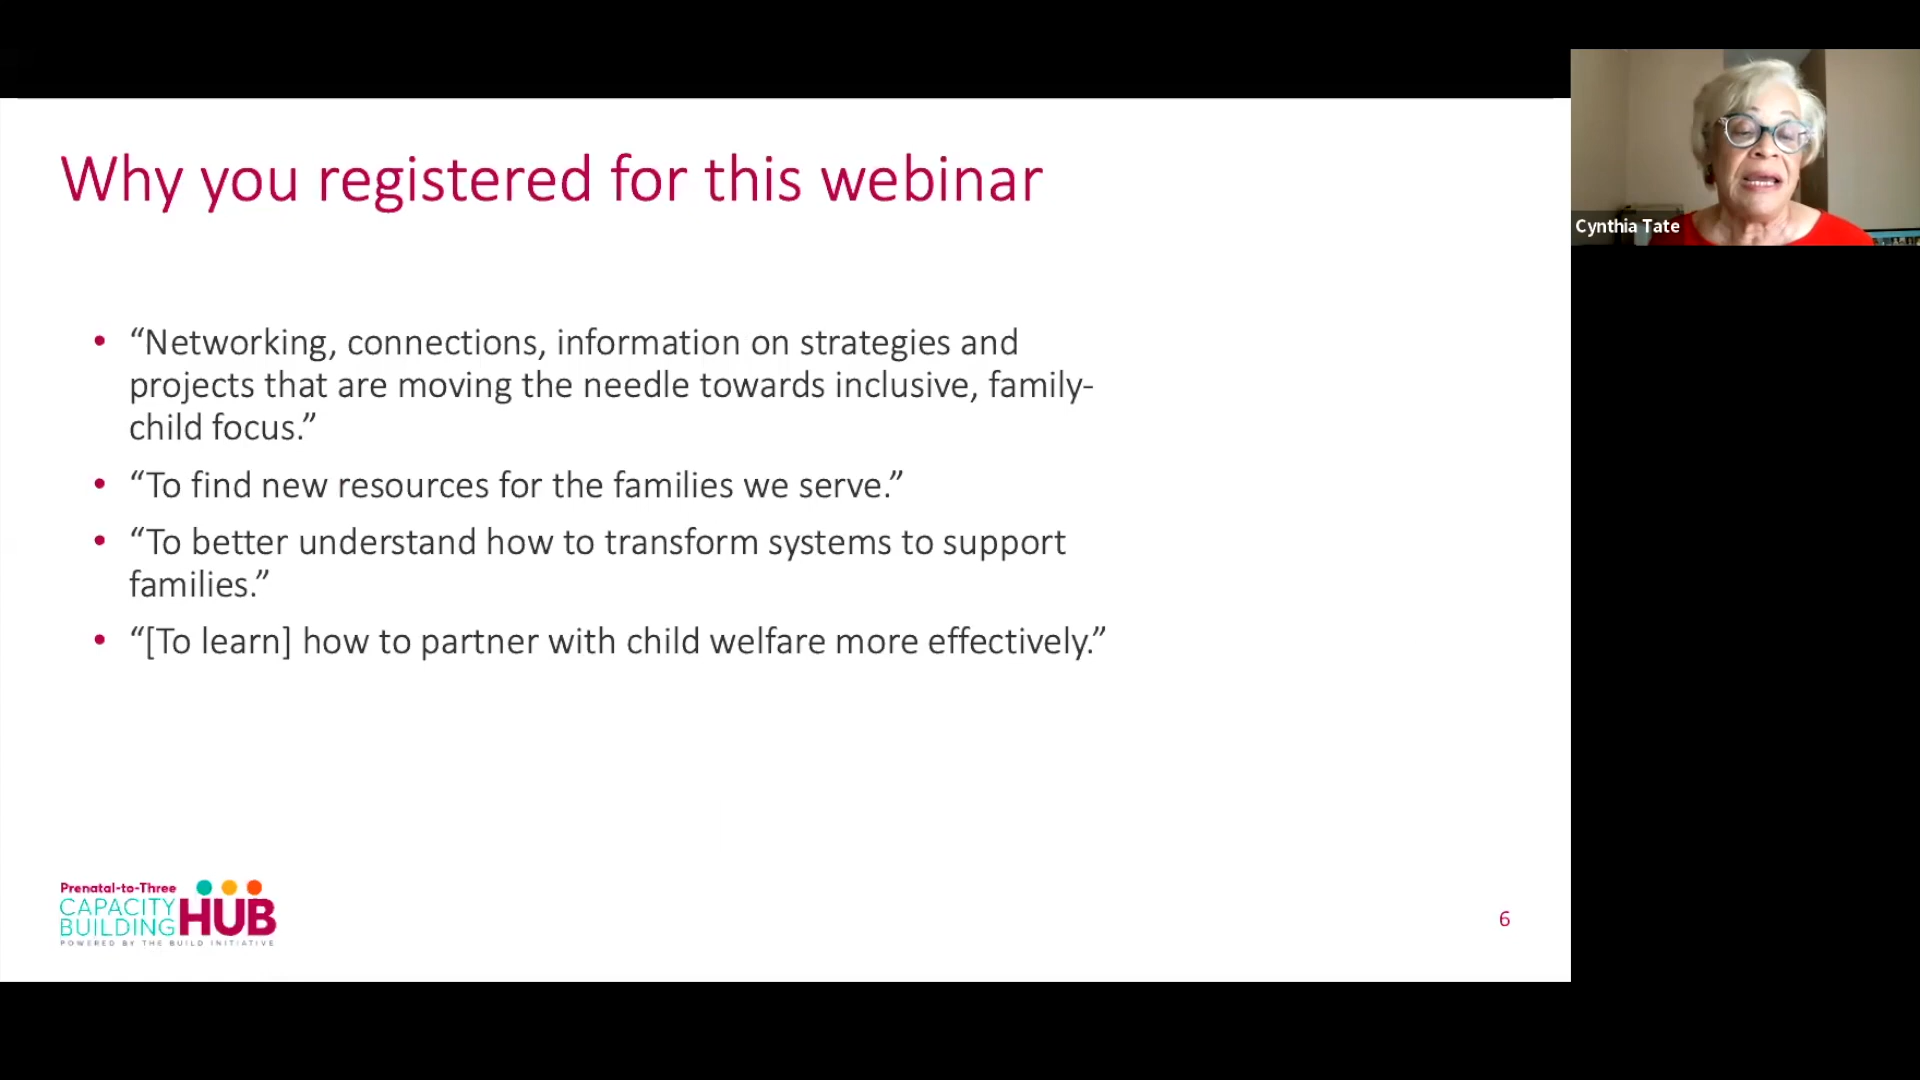 Why you registered for this webinar
Cynthia Tate
• “Networking, connections, information on strategies and
projects that are moving the needle towards inclusive, family-
child focus.”
• “To find new resources for the families we serve.”
• “To better understand how to transform systems to support
families.”
• “[To learn] how to partner with child welfare more effectively.”
Prenatal-to-Three
CAPACITY
BUILDING
HUB
POWERED BY THE BUILD INITIATIVE
6